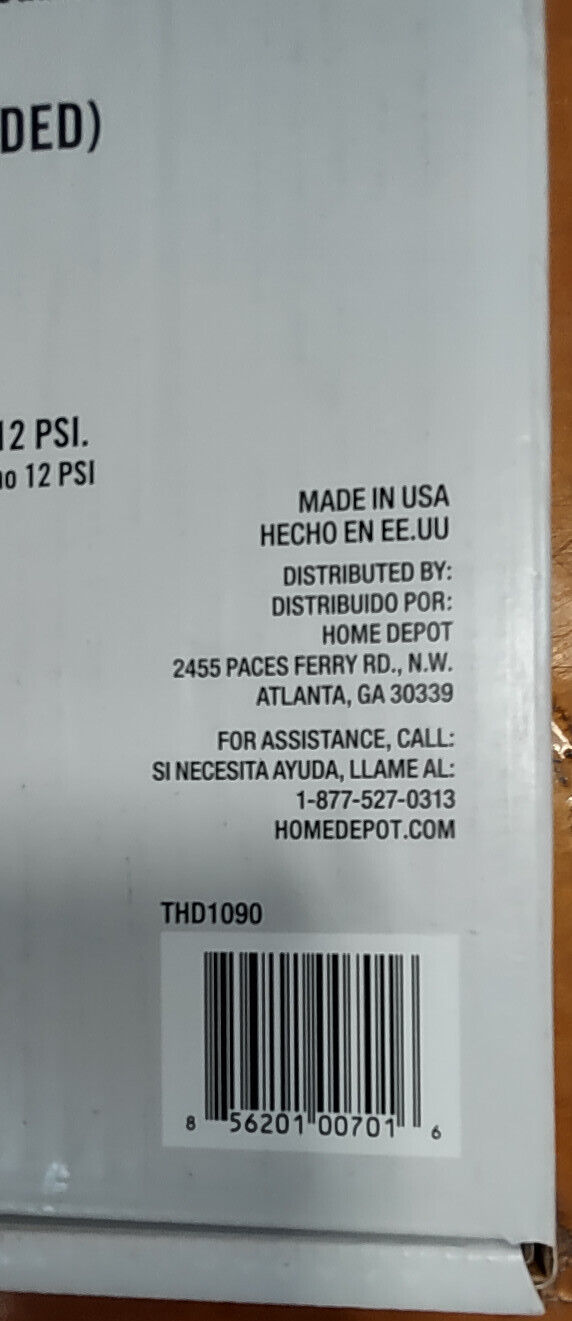 DED)
12 PSI.
no 12 PSI
MADE IN USA
HECHO EN EE.UU
DISTRIBUTED BY:
DISTRIBUIDO POR:
HOME DEPOT
2455 PACES FERRY RD., N.W.
ATLANTA, GA 30339
FOR ASSISTANCE, CALL:
SI NECESITA AYUDA, LLAME AL:
1-877-527-0313
HOMEDEPOT.COM
THD1090
8 56201 00701 6